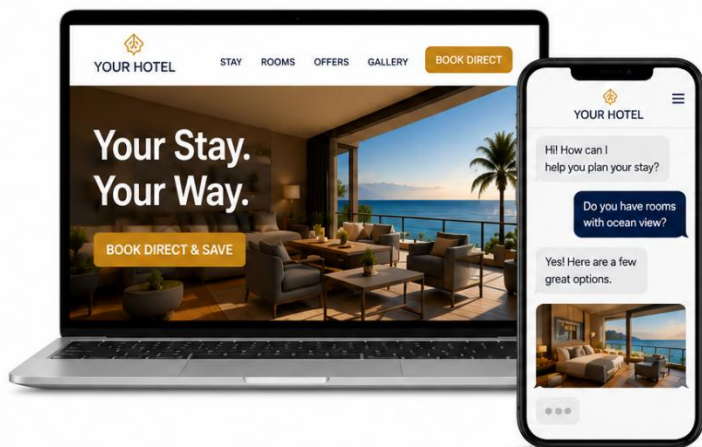 YOUR HOTEL
STAY ROOMS OFFERS GALLERY BOOK DIRECT
Your Stay.
Your Way.
BOOK DIRECT & SAVE
YOUR HOTEL
Hi! How can I
help you plan your stay?
Do you have rooms
with ocean view?
Yes! Here are a few
great options.